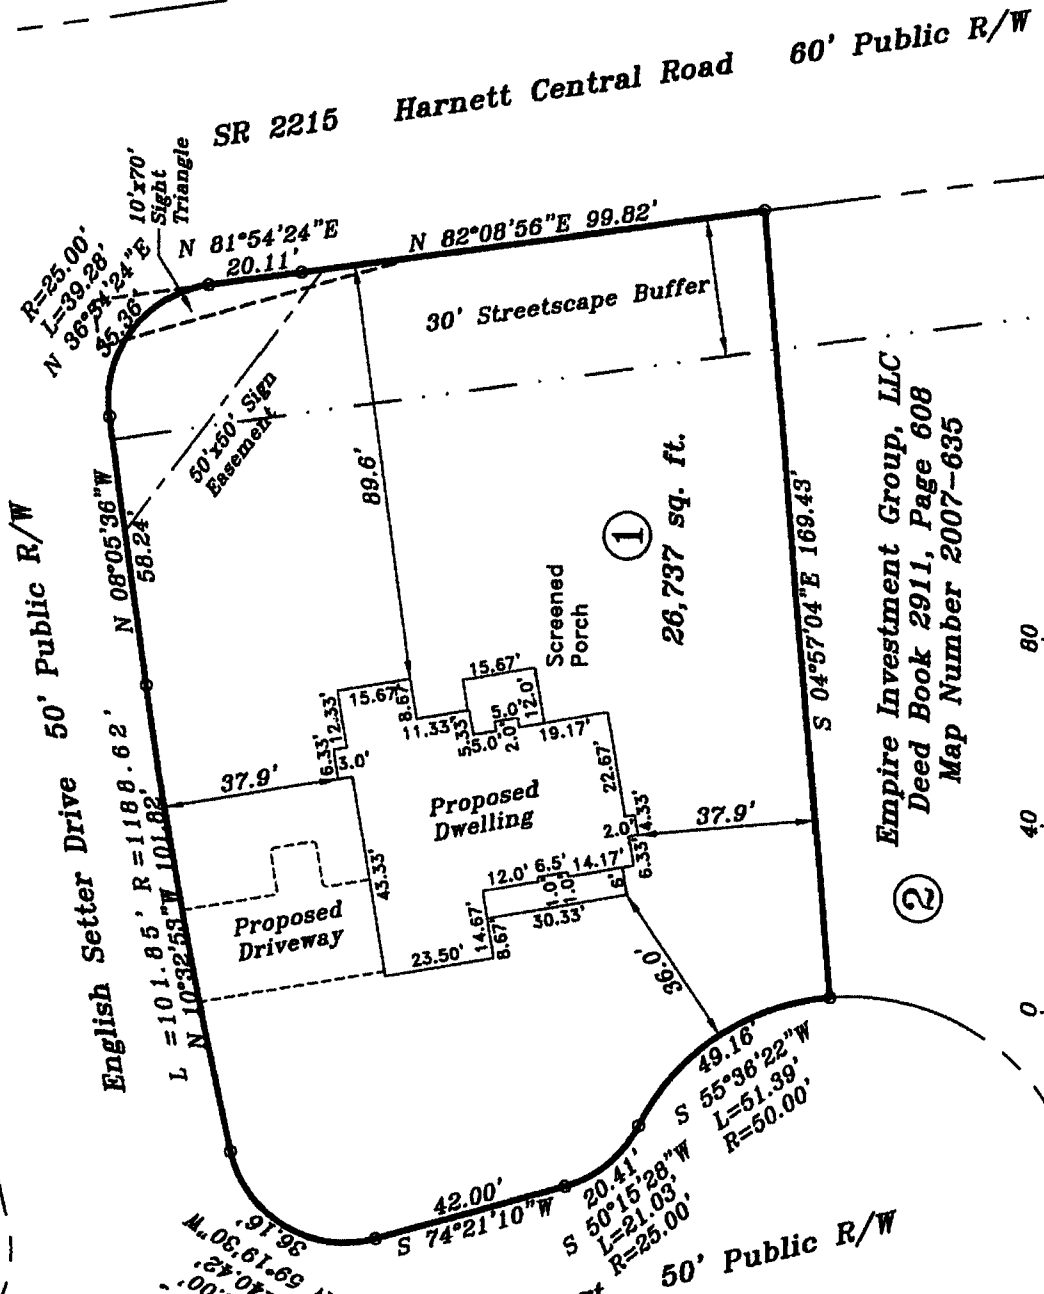 SR 2215 Harnett Central Road 60' Public R/W
10'x70'
Sight
Triangle
R=25.00'
L=39.28'
N 36°54'24"E
35.36'
N 81°54'24"E
20.11'
N 82°08'56"E 99.82'
30' Streetscape Buffer
50'x50' Sign
Easement
89.6'
1
26,737 sq. ft.
S 04°57'04"E 169.43'
Empire Investment Group, LLC
Deed Book 2911, Page 608
Map Number 2007-635
2
80
40
0
English Setter Drive 50' Public R/W
N 08°05'36"W
58.24'
L =101.85' R=1188.62'
N 10°32'53"W 101.82'
37.9'
Screened
Porch
15.67'
12.33'
6.33'
3.0'
8.67'
11.33'
5.33'
15.67'
5.0'
5.0'
2.0'
12.0'
19.17'
22.67'
Proposed
Dwelling
2.0'
4.33'
6.33'
37.9'
12.0'
6.5'
14.17'
1.0'
1.0'
6'
30.33'
14.67'
8.67'
23.50'
43.33'
Proposed
Driveway
36.0'
49.16'
S 55°36'22"W
L=51.39'
R=50.00'
20.41'
S 50°15'28"W
L=21.03'
R=25.00'
42.00'
S 74°21'10"W
36.16'
59°19'30"W
40.42'
50' Public R/W